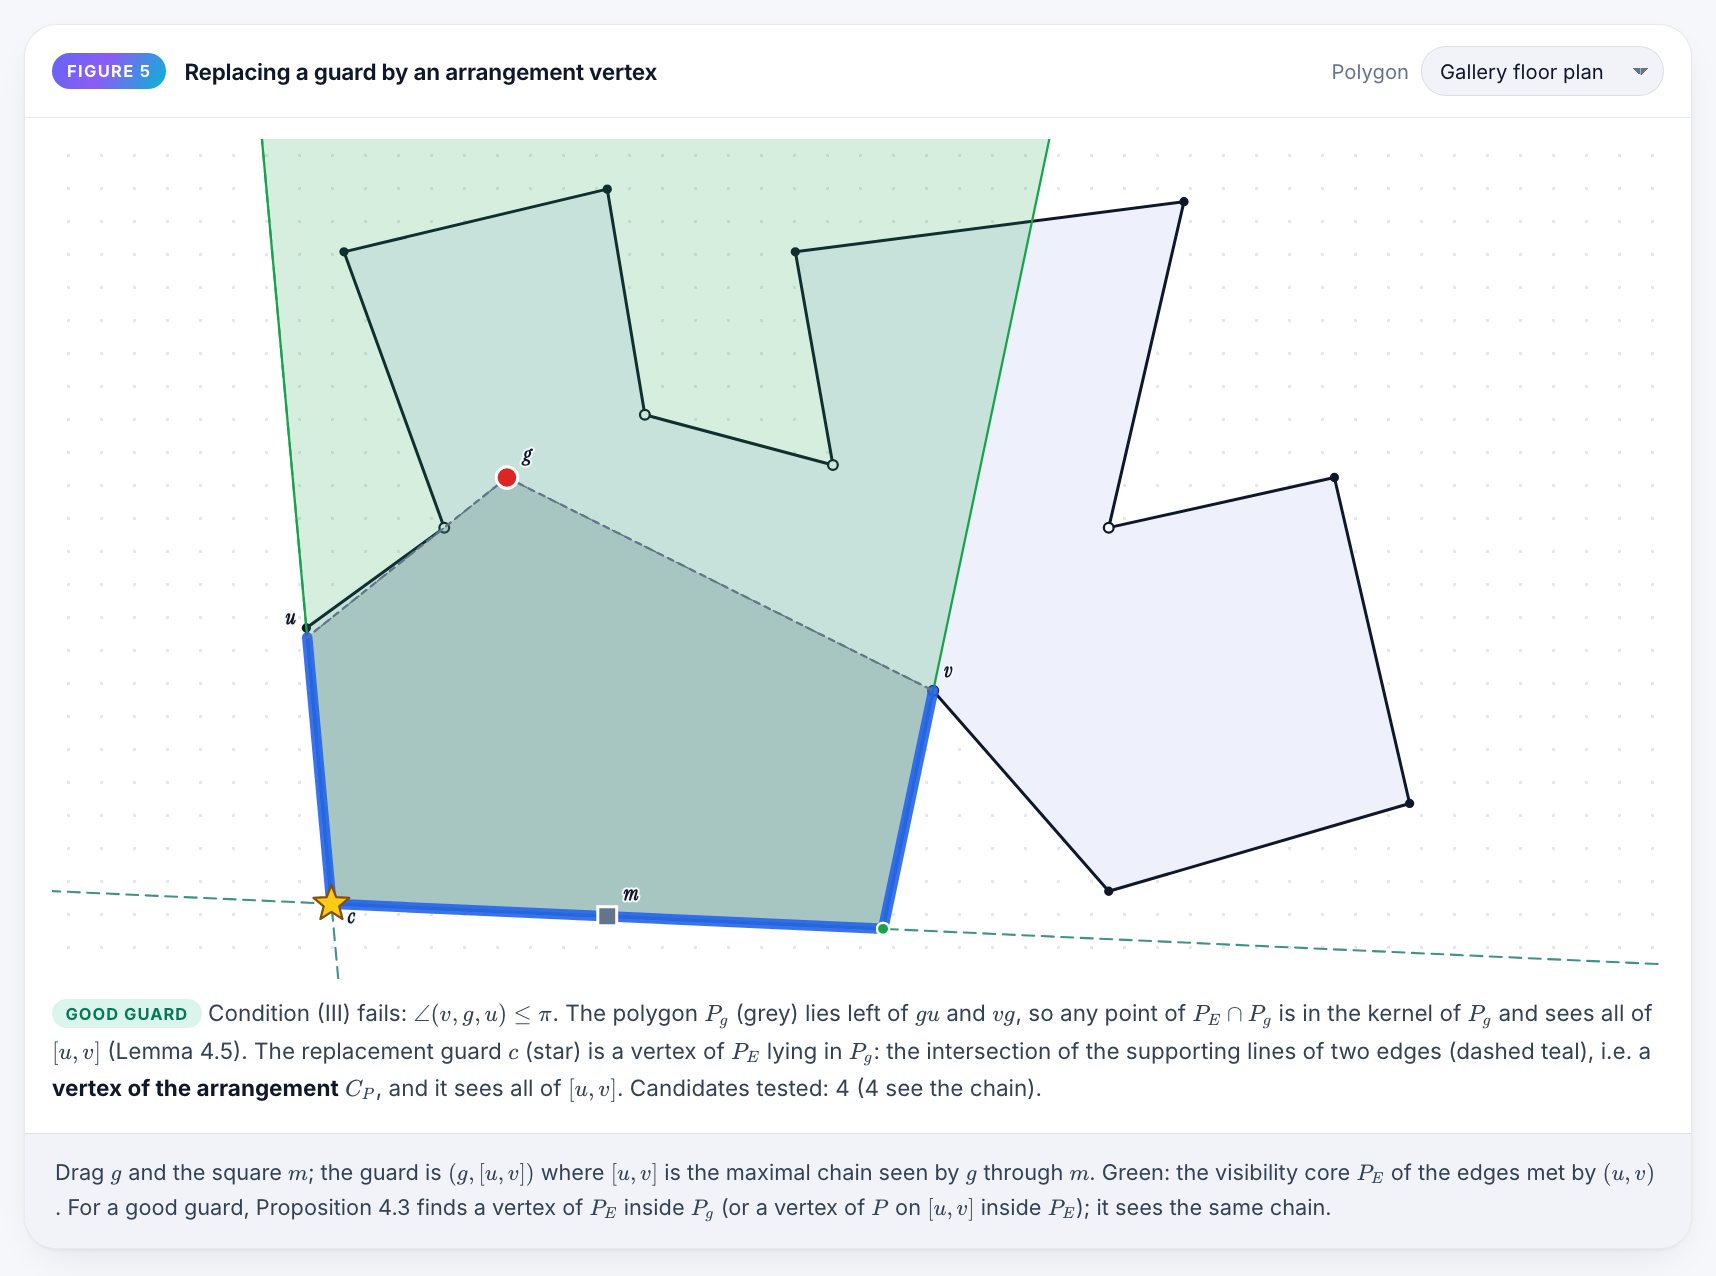 FIGURE 5 Replacing a guard by an arrangement vertex Polygon Gallery floor plan
g
u
v
m
c
GOOD GUARD Condition (III) fails: ∠(v, g, u) ≤ π. The polygon P_g (grey) lies left of gu and vg, so any point of P_E ∩ P_g is in the kernel of P_g and sees all of
[u, v] (Lemma 4.5). The replacement guard c (star) is a vertex of P_E lying in P_g: the intersection of the supporting lines of two edges (dashed teal), i.e. a
vertex of the arrangement C_P, and it sees all of [u, v]. Candidates tested: 4 (4 see the chain).
Drag g and the square m; the guard is (g, [u, v]) where [u, v] is the maximal chain seen by g through m. Green: the visibility core P_E of the edges met by (u, v)
. For a good guard, Proposition 4.3 finds a vertex of P_E inside P_g (or a vertex of P on [u, v] inside P_E); it sees the same chain.